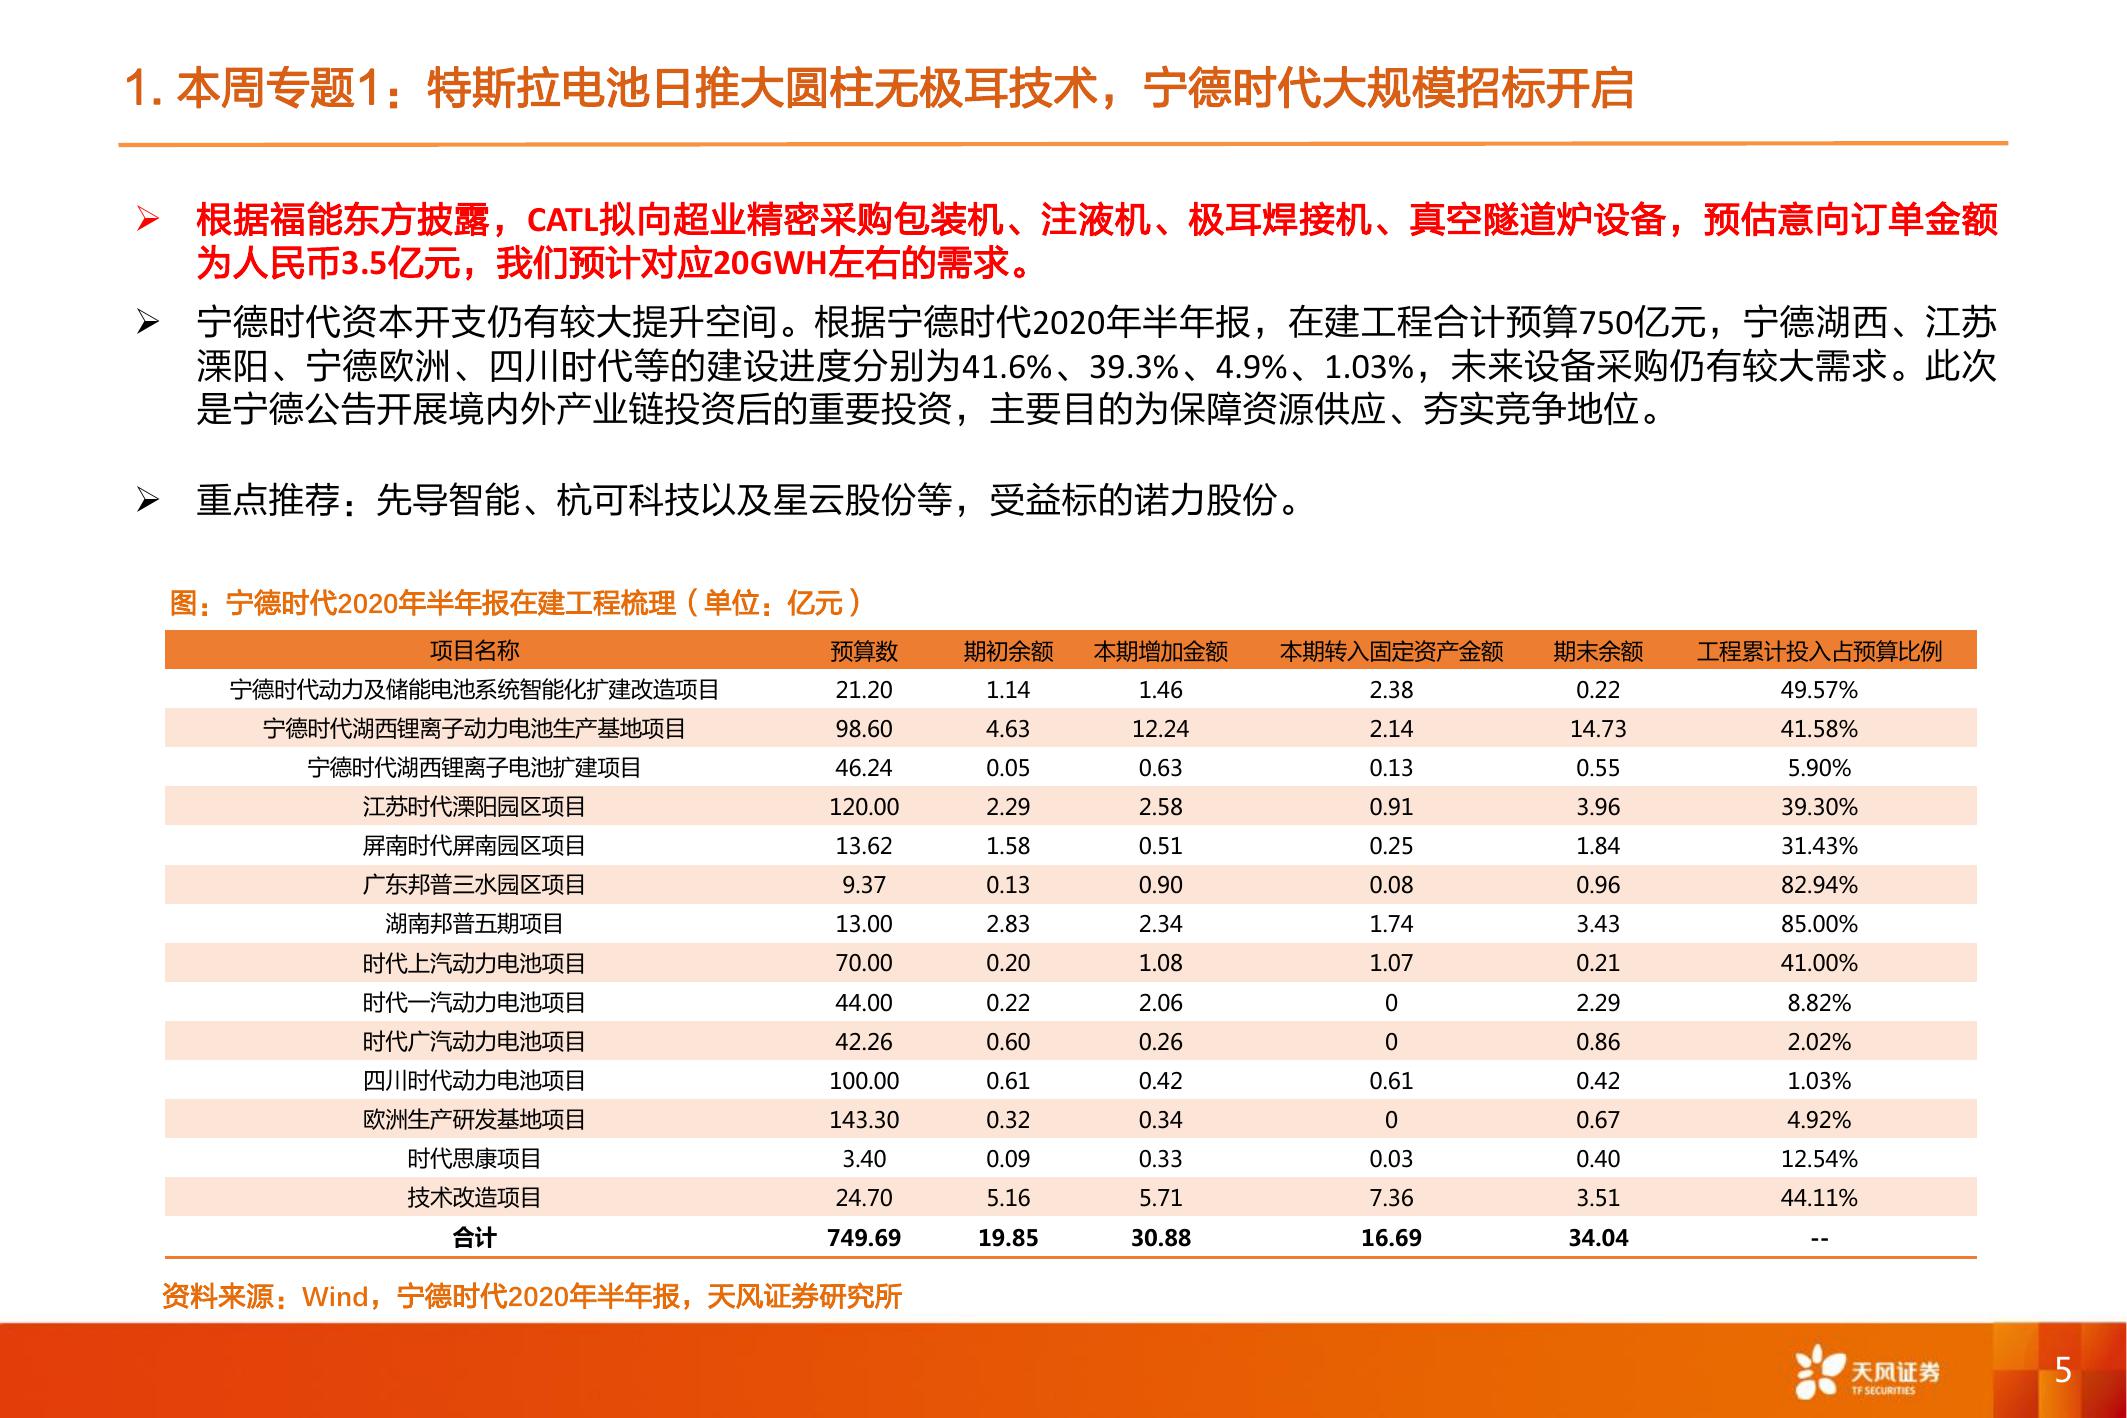 1. 本周专题1：特斯拉电池日推大圆柱无极耳技术，宁德时代大规模招标开启
➢ 根据福能东方披露，CATL拟向超业精密采购包装机、注液机、极耳焊接机、真空隧道炉设备，预估意向订单金额
为人民币3.5亿元，我们预计对应20GWH左右的需求。
➢ 宁德时代资本开支仍有较大提升空间。根据宁德时代2020年半年报，在建工程合计预算750亿元，宁德湖西、江苏
溧阳、宁德欧洲、四川时代等的建设进度分别为41.6%、39.3%、4.9%、1.03%，未来设备采购仍有较大需求。此次
是宁德公告开展境内外产业链投资后的重要投资，主要目的为保障资源供应、夯实竞争地位。
➢ 重点推荐：先导智能、杭可科技以及星云股份等，受益标的诺力股份。
图：宁德时代2020年半年报在建工程梳理（单位：亿元）
项目名称 预算数 期初余额 本期增加金额 本期转入固定资产金额 期末余额 工程累计投入占预算比例
宁德时代动力及储能电池系统智能化扩建改造项目 21.20 1.14 1.46 2.38 0.22 49.57%
宁德时代湖西锂离子动力电池生产基地项目 98.60 4.63 12.24 2.14 14.73 41.58%
宁德时代湖西锂离子电池扩建项目 46.24 0.05 0.63 0.13 0.55 5.90%
江苏时代溧阳园区项目 120.00 2.29 2.58 0.91 3.96 39.30%
屏南时代屏南园区项目 13.62 1.58 0.51 0.25 1.84 31.43%
广东邦普三水园区项目 9.37 0.13 0.90 0.08 0.96 82.94%
湖南邦普五期项目 13.00 2.83 2.34 1.74 3.43 85.00%
时代上汽动力电池项目 70.00 0.20 1.08 1.07 0.21 41.00%
时代一汽动力电池项目 44.00 0.22 2.06 0 2.29 8.82%
时代广汽动力电池项目 42.26 0.60 0.26 0 0.86 2.02%
四川时代动力电池项目 100.00 0.61 0.42 0.61 0.42 1.03%
欧洲生产研发基地项目 143.30 0.32 0.34 0 0.67 4.92%
时代思康项目 3.40 0.09 0.33 0.03 0.40 12.54%
技术改造项目 24.70 5.16 5.71 7.36 3.51 44.11%
合计 749.69 19.85 30.88 16.69 34.04 --
资料来源：Wind，宁德时代2020年半年报，天风证券研究所
天风证券
TF SECURITIES
5